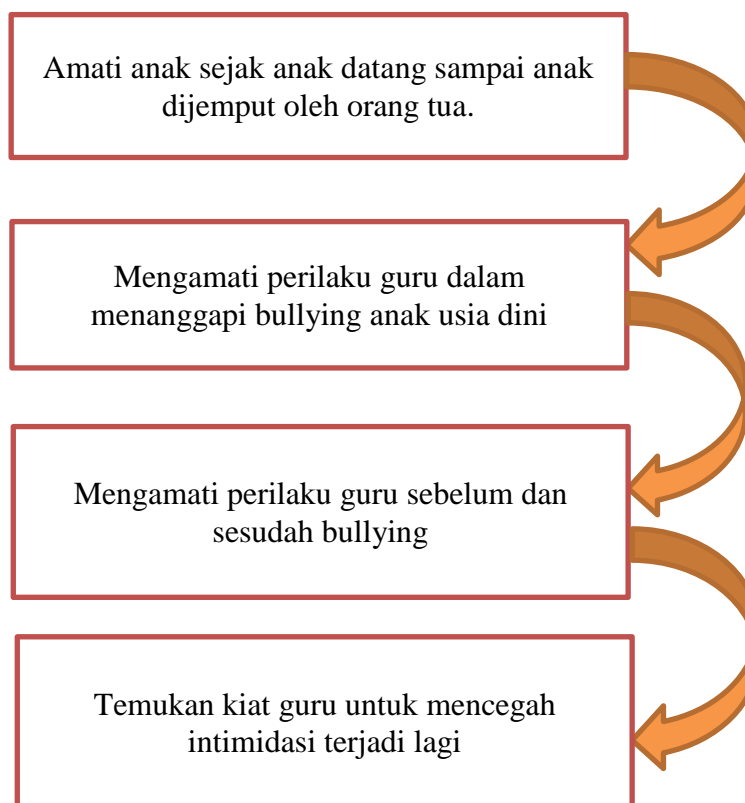 Amati anak sejak anak datang sampai anak
dijemput oleh orang tua.
Mengamati perilaku guru dalam
menanggapi bullying anak usia dini
Mengamati perilaku guru sebelum dan
sesudah bullying
Temukan kiat guru untuk mencegah
intimidasi terjadi lagi